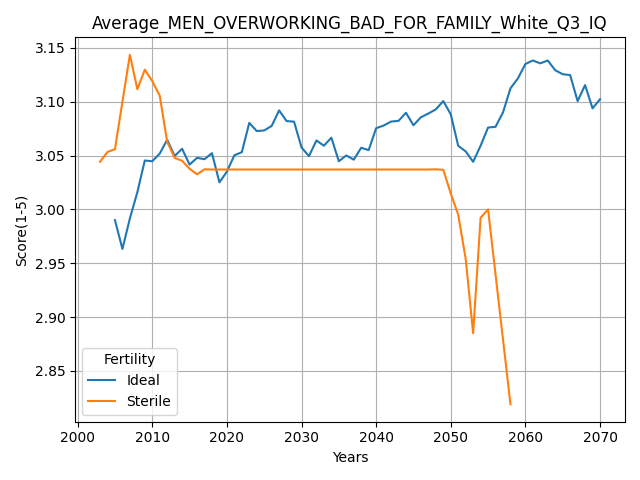 Average_MEN_OVERWORKING_BAD_FOR_FAMILY_White_Q3_IQ
3.15
3.10
3.05
3.00
2.95
2.90
2.85
Score(1-5)
Fertility
Ideal
Sterile
2000 2010 2020 2030 2040 2050 2060 2070
Years